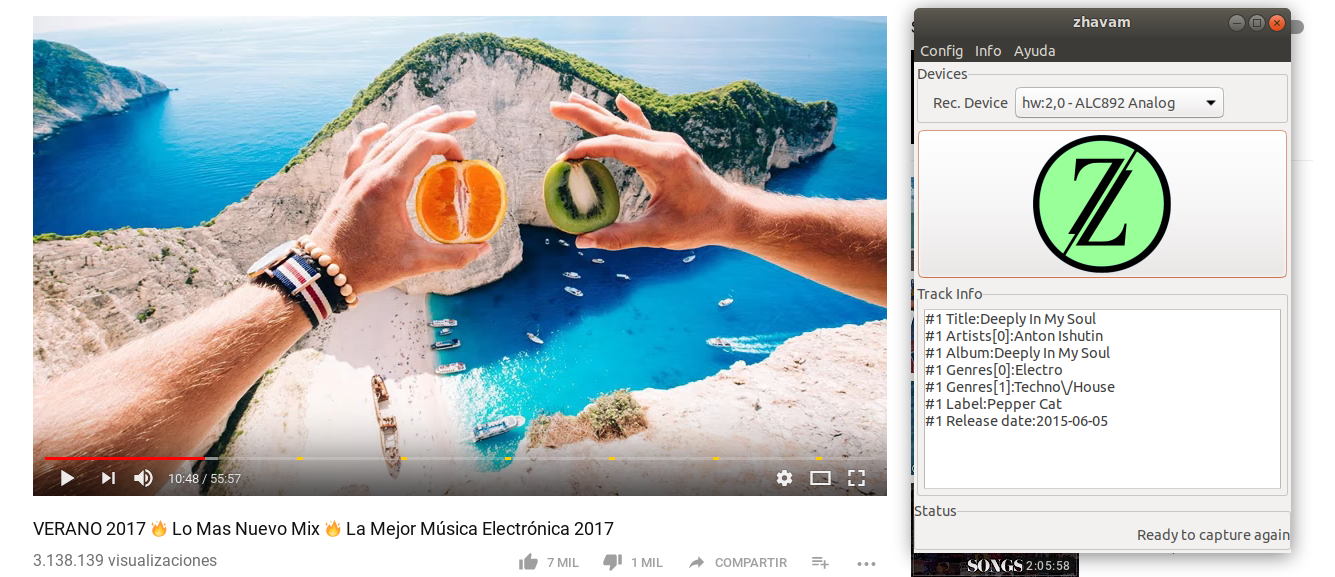 10:48 / 55:57
VERANO 2017 🔥 Lo Mas Nuevo Mix 🔥 La Mejor Música Electrónica 2017
3.138.139 visualizaciones
7 MIL
1 MIL
COMPARTIR
zhavam
Config Info Ayuda
Devices
Rec. Device hw:2,0 - ALC892 Analog
Z
Track Info
#1 Title:Deeply In My Soul
#1 Artists[0]:Anton Ishutin
#1 Album:Deeply In My Soul
#1 Genres[0]:Electro
#1 Genres[1]:Techno\/House
#1 Label:Pepper Cat
#1 Release date:2015-06-05
Status
Ready to capture again
SONGS 2:05:58